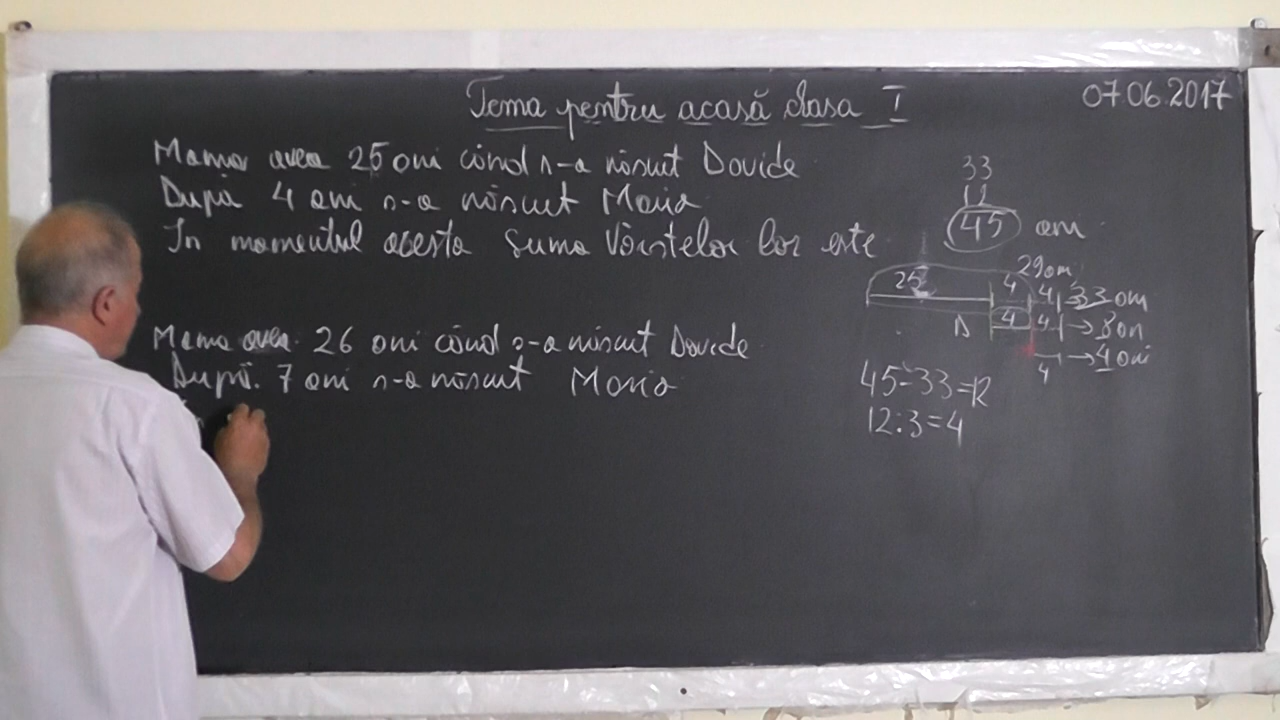 Tema pentru acasă clasa I
07.06.2017
Mama avea 25 ani când s-a născut Davide
După 4 ani s-a născut Maria
In momentul acesta suma vârstelor lor este
33
45 ani
29 ani
25 4 4 33 ani
D 4 4 → 8 ani
4 → 4 ani
45-33=12
12:3=4
Mama avea 26 ani când s-a născut Davide
După 7 ani s-a născut Maria